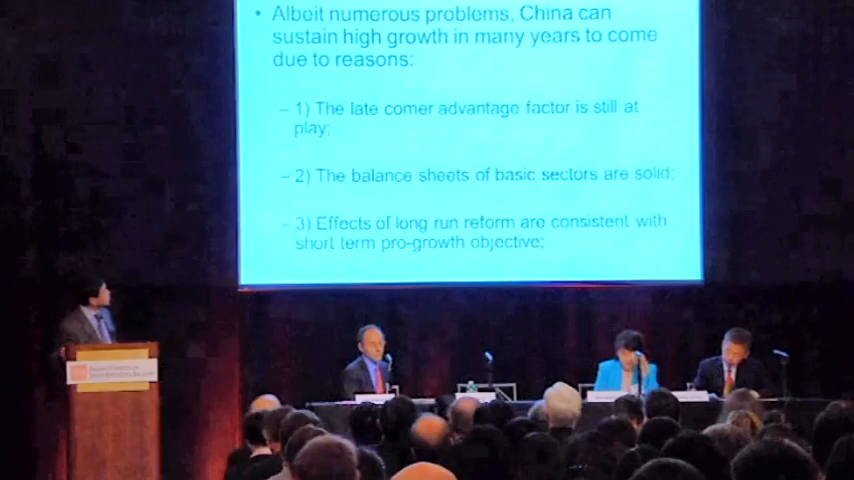 • Albeit numerous problems, China can
sustain high growth in many years to come
due to reasons:
– 1) The late comer advantage factor is still at
play;
– 2) The balance sheets of basic sectors are solid;
– 3) Effects of long run reform are consistent with
short term pro-growth objective;